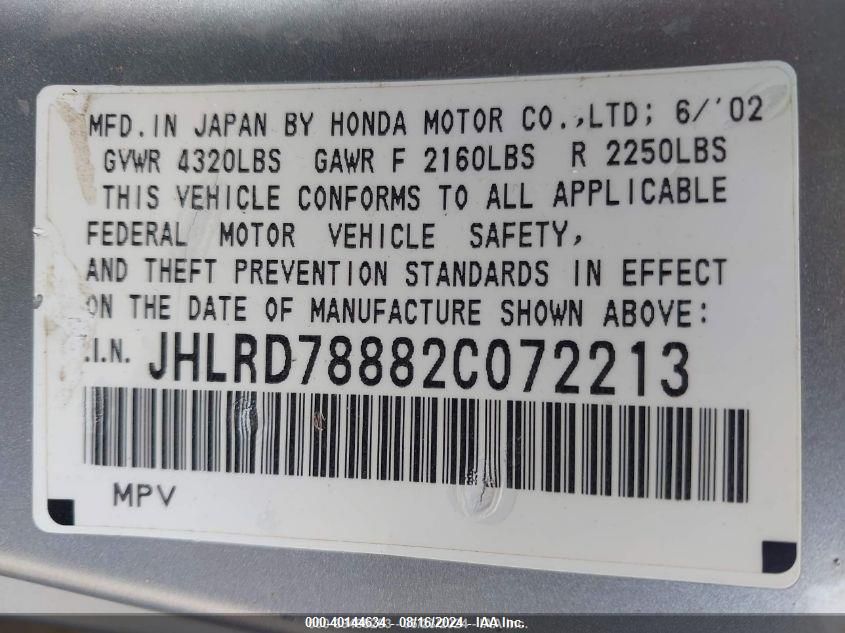 MFD. IN JAPAN BY HONDA MOTOR CO.,LTD; 6/'02
GVWR 4320LBS GAWR F 2160LBS R 2250LBS
THIS VEHICLE CONFORMS TO ALL APPLICABLE
FEDERAL MOTOR VEHICLE SAFETY,
AND THEFT PREVENTION STANDARDS IN EFFECT
ON THE DATE OF MANUFACTURE SHOWN ABOVE:
.I.N. JHLRD78882C072213
MPV
000-40144634 - 08/16/2024 - IAA Inc.